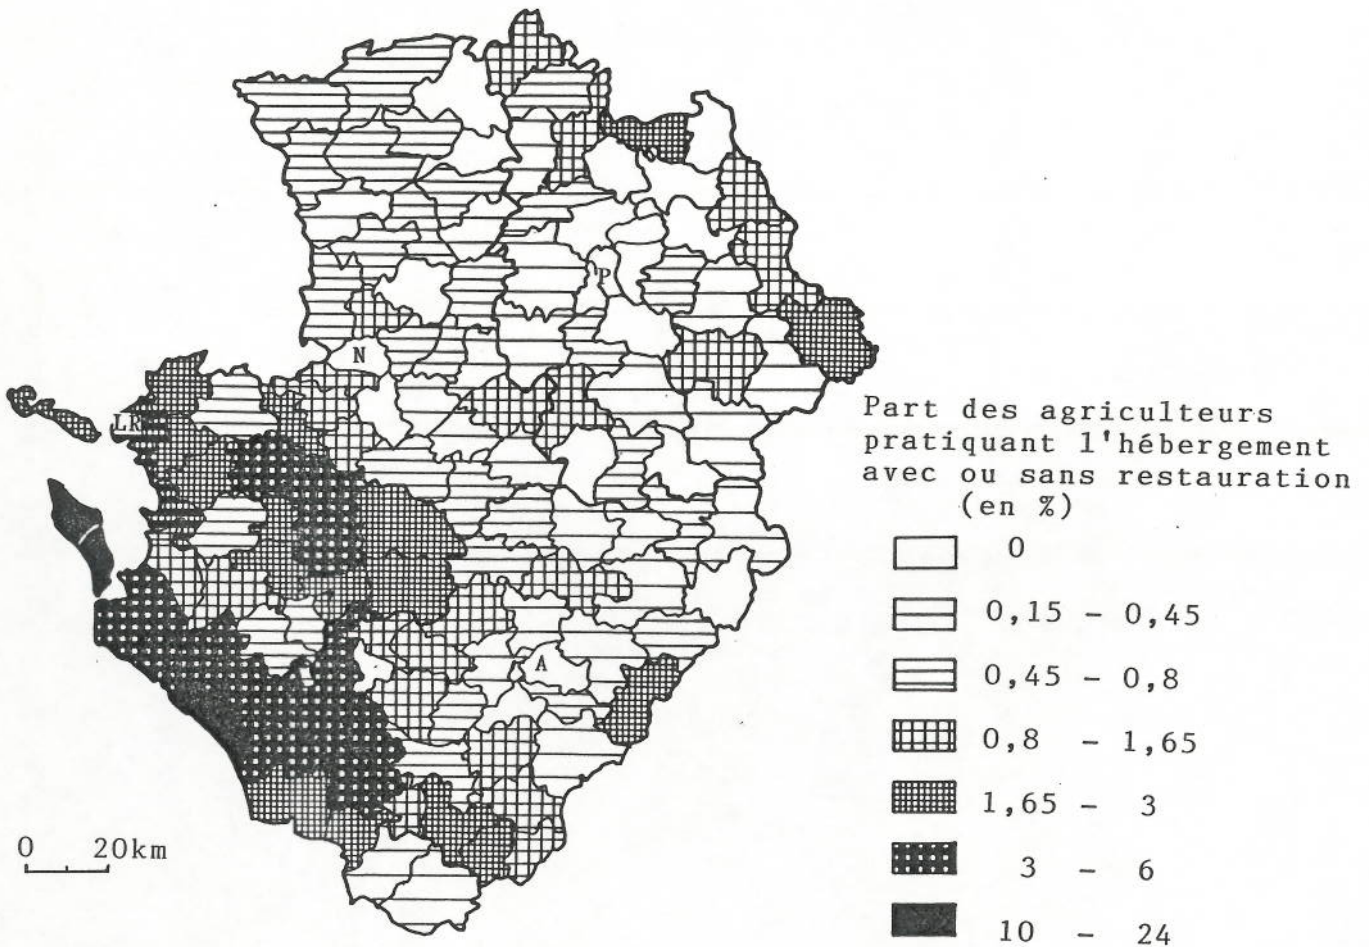 P
N
LR
A
0 20km
Part des agriculteurs
pratiquant l'hébergement
avec ou sans restauration
(en %)
0
0,15 - 0,45
0,45 - 0,8
0,8 - 1,65
1,65 - 3
3 - 6
10 - 24